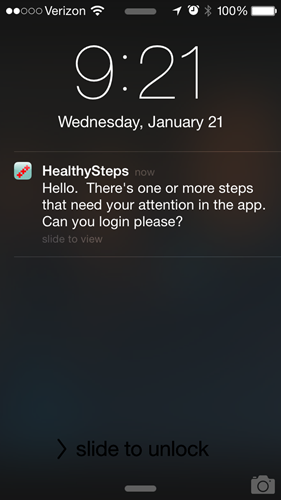 Verizon 100%
9:21
Wednesday, January 21
HealthySteps now
Hello.  There's one or more steps
that need your attention in the app.
Can you login please?
slide to view
slide to unlock